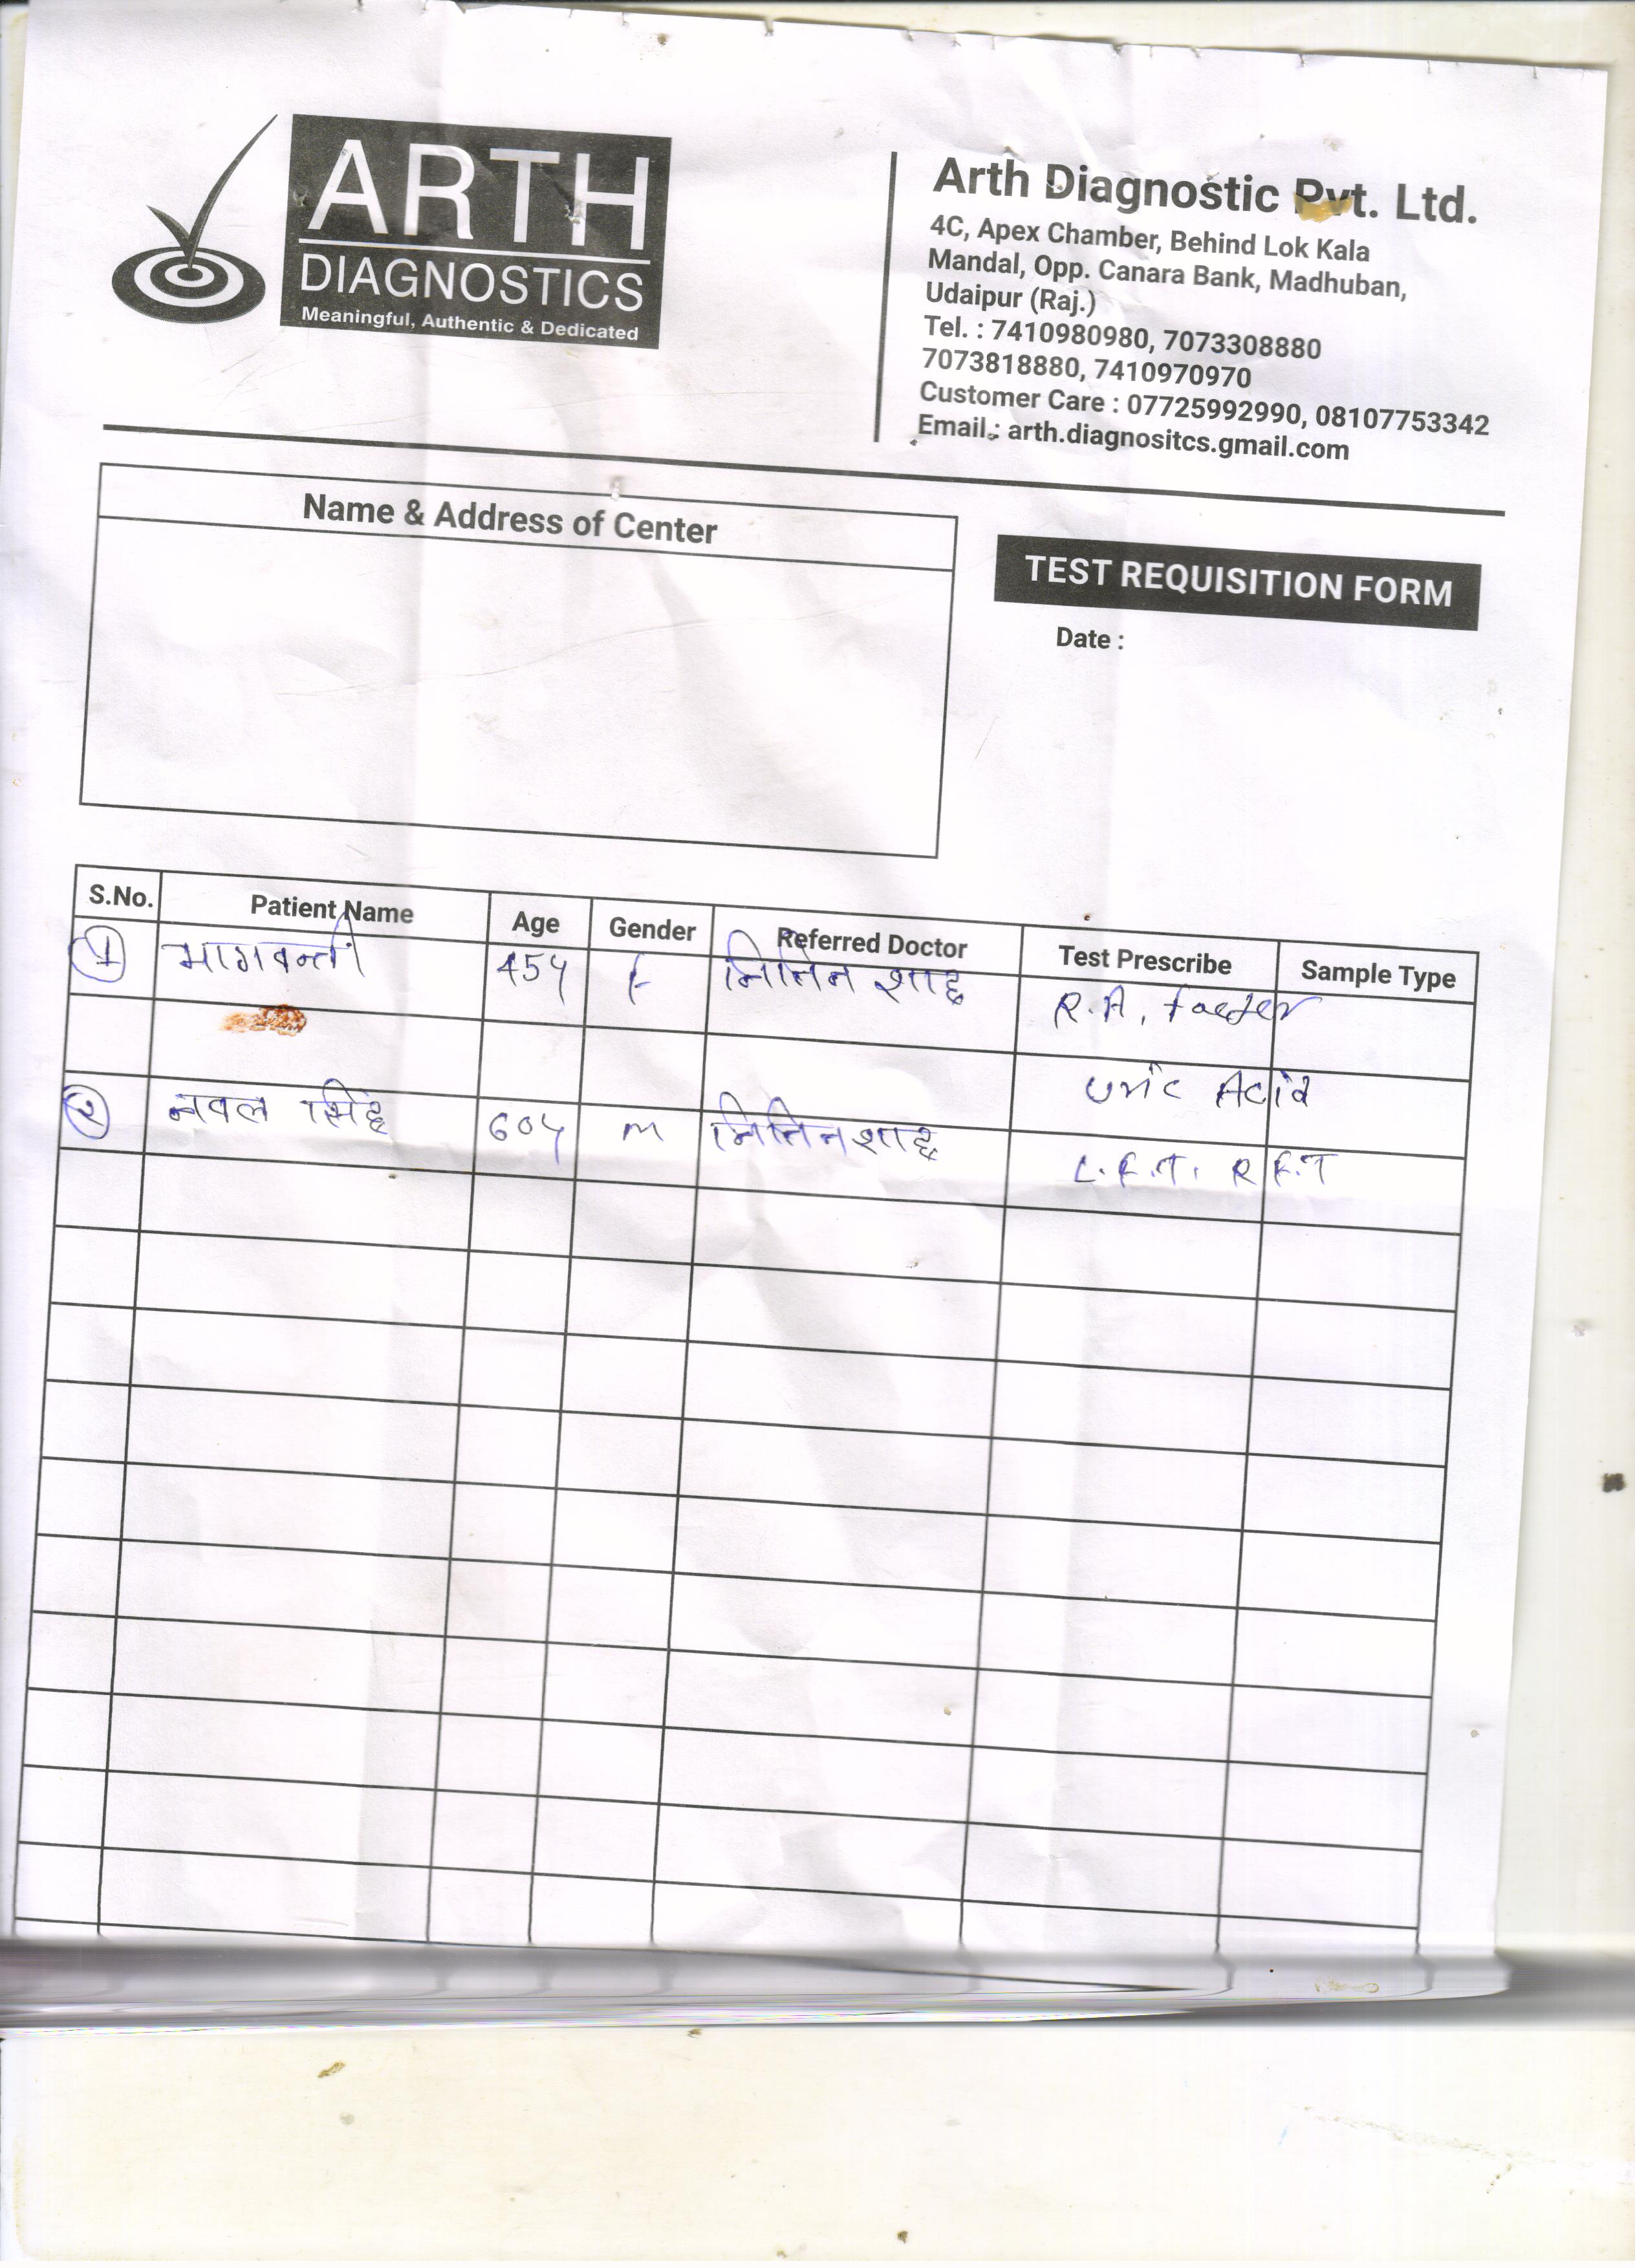 ARTH
DIAGNOSTICS
Meaningful, Authentic & Dedicated
Arth Diagnostic Pvt. Ltd.
4C, Apex Chamber, Behind Lok Kala
Mandal, Opp. Canara Bank, Madhuban,
Udaipur (Raj.)
Tel. : 7410980980, 7073308880
7073818880, 7410970970
Customer Care : 07725992990, 08107753342
Email : arth.diagnositcs.gmail.com
Name & Address of Center
TEST REQUISITION FORM
Date :
S.No. Patient Name Age Gender Referred Doctor Test Prescribe Sample Type
1 भागवन्ती 45y F नितिन शाह R.A. factor
Uric Acid
२ नवल सिंह 60y M नितिन शाह L.F.T. R F.T